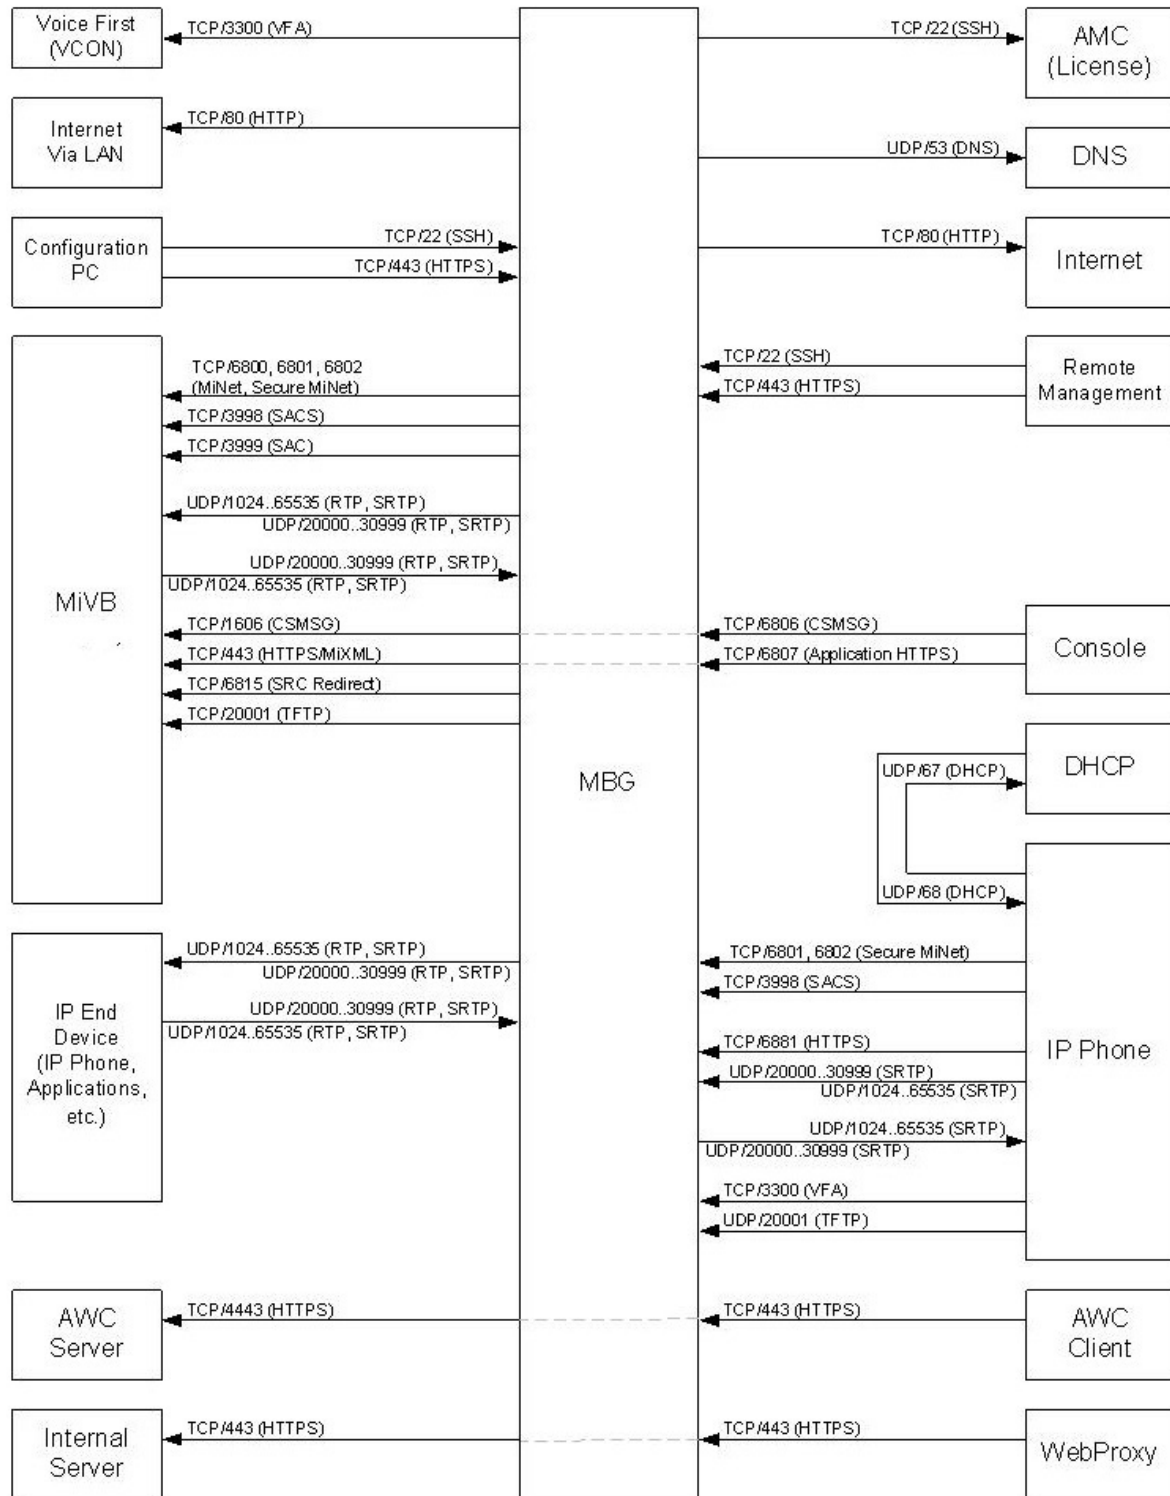 Voice First
(VCON)
TCP/3300 (VFA)
TCP/22 (SSH)
AMC
(License)
Internet
Via LAN
TCP/80 (HTTP)
UDP/53 (DNS)
DNS
Configuration
PC
TCP/22 (SSH)
TCP/443 (HTTPS)
TCP/80 (HTTP)
Internet
TCP/22 (SSH)
TCP/443 (HTTPS)
Remote
Management
MiVB
TCP/6800, 6801, 6802
(MiNet, Secure MiNet)
TCP/3998 (SACS)
TCP/3999 (SAC)
UDP/1024..65535 (RTP, SRTP)
UDP/20000..30999 (RTP, SRTP)
UDP/20000..30999 (RTP, SRTP)
UDP/1024..65535 (RTP, SRTP)
TCP/1606 (CSMSG)
TCP/443 (HTTPS/MiXML)
TCP/6815 (SRC Redirect)
TCP/20001 (TFTP)
MBG
TCP/6806 (CSMSG)
TCP/6807 (Application HTTPS)
Console
UDP/67 (DHCP)
DHCP
UDP/68 (DHCP)
IP End
Device
(IP Phone,
Applications,
etc.)
UDP/1024..65535 (RTP, SRTP)
UDP/20000..30999 (RTP, SRTP)
UDP/20000..30999 (RTP, SRTP)
UDP/1024..65535 (RTP, SRTP)
TCP/6801, 6802 (Secure MiNet)
TCP/3998 (SACS)
TCP/6881 (HTTPS)
UDP/20000..30999 (SRTP)
UDP/1024..65535 (SRTP)
UDP/1024..65535 (SRTP)
UDP/20000..30999 (SRTP)
TCP/3300 (VFA)
UDP/20001 (TFTP)
IP Phone
AWC
Server
TCP/4443 (HTTPS)
TCP/443 (HTTPS)
AWC
Client
Internal
Server
TCP/443 (HTTPS)
TCP/443 (HTTPS)
WebProxy